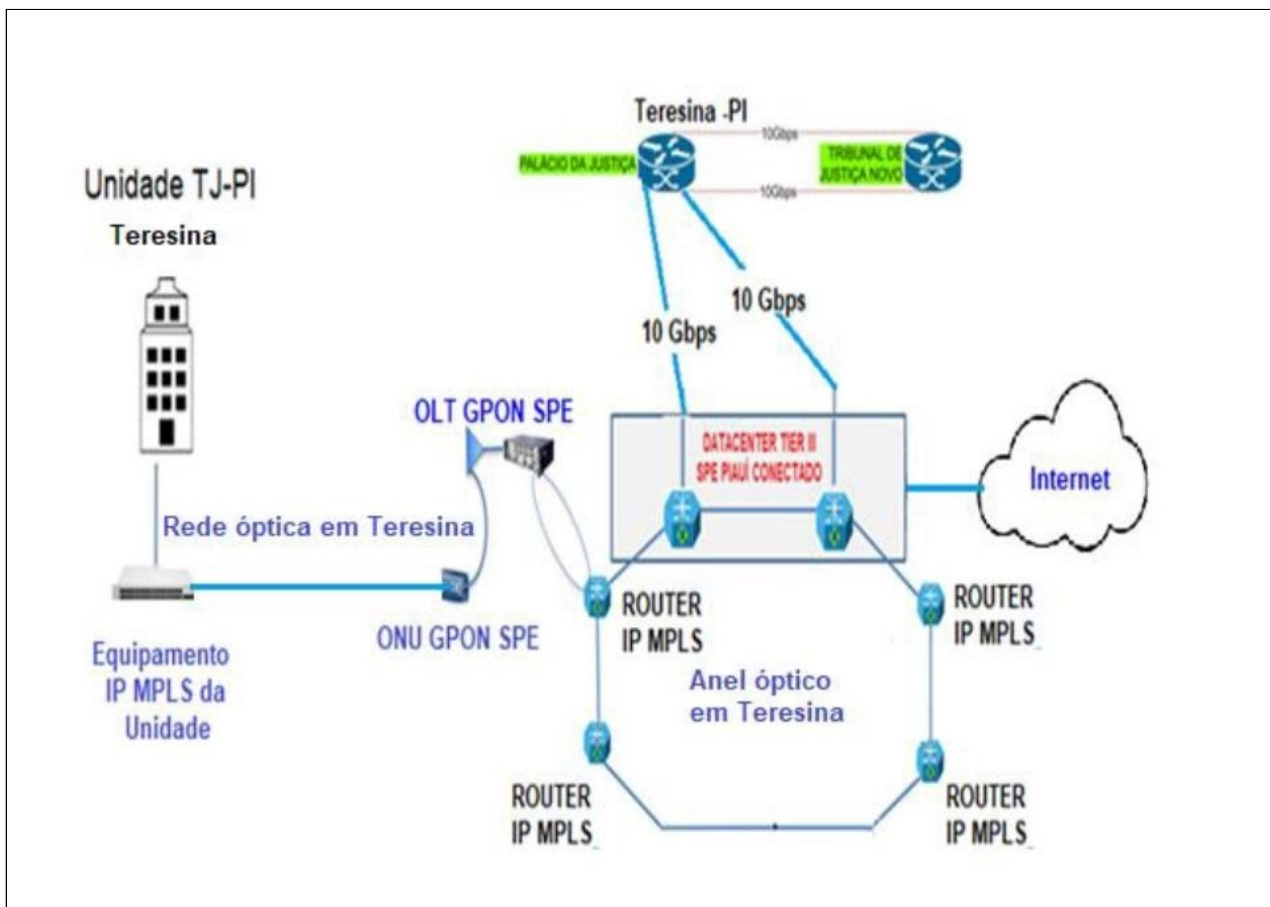 Teresina -PI
10Gbps
PALÁCIO DA JUSTIÇA
TRIBUNAL DE
JUSTIÇA NOVO
10Gbps
Unidade TJ-PI
Teresina
10 Gbps
10 Gbps
OLT GPON SPE
DATACENTER TIER III
SPE PIAUÍ CONECTADO
Internet
Rede óptica em Teresina
ROUTER
IP MPLS
ROUTER
IP MPLS
ONU GPON SPE
Equipamento
IP MPLS da
Unidade
Anel óptico
em Teresina
ROUTER
IP MPLS
ROUTER
IP MPLS